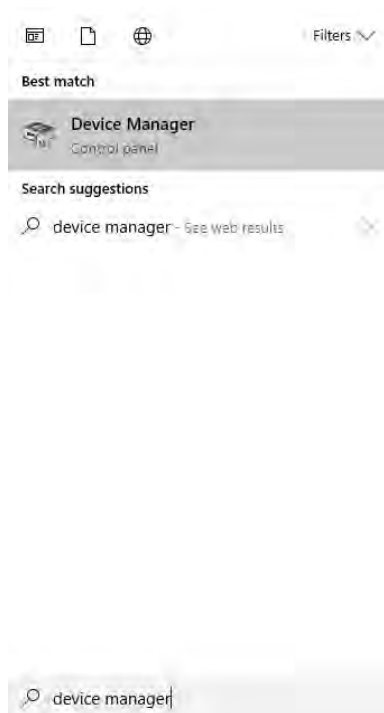 Filters
Best match
Device Manager
Control panel
Search suggestions
device manager - See web results
device manager